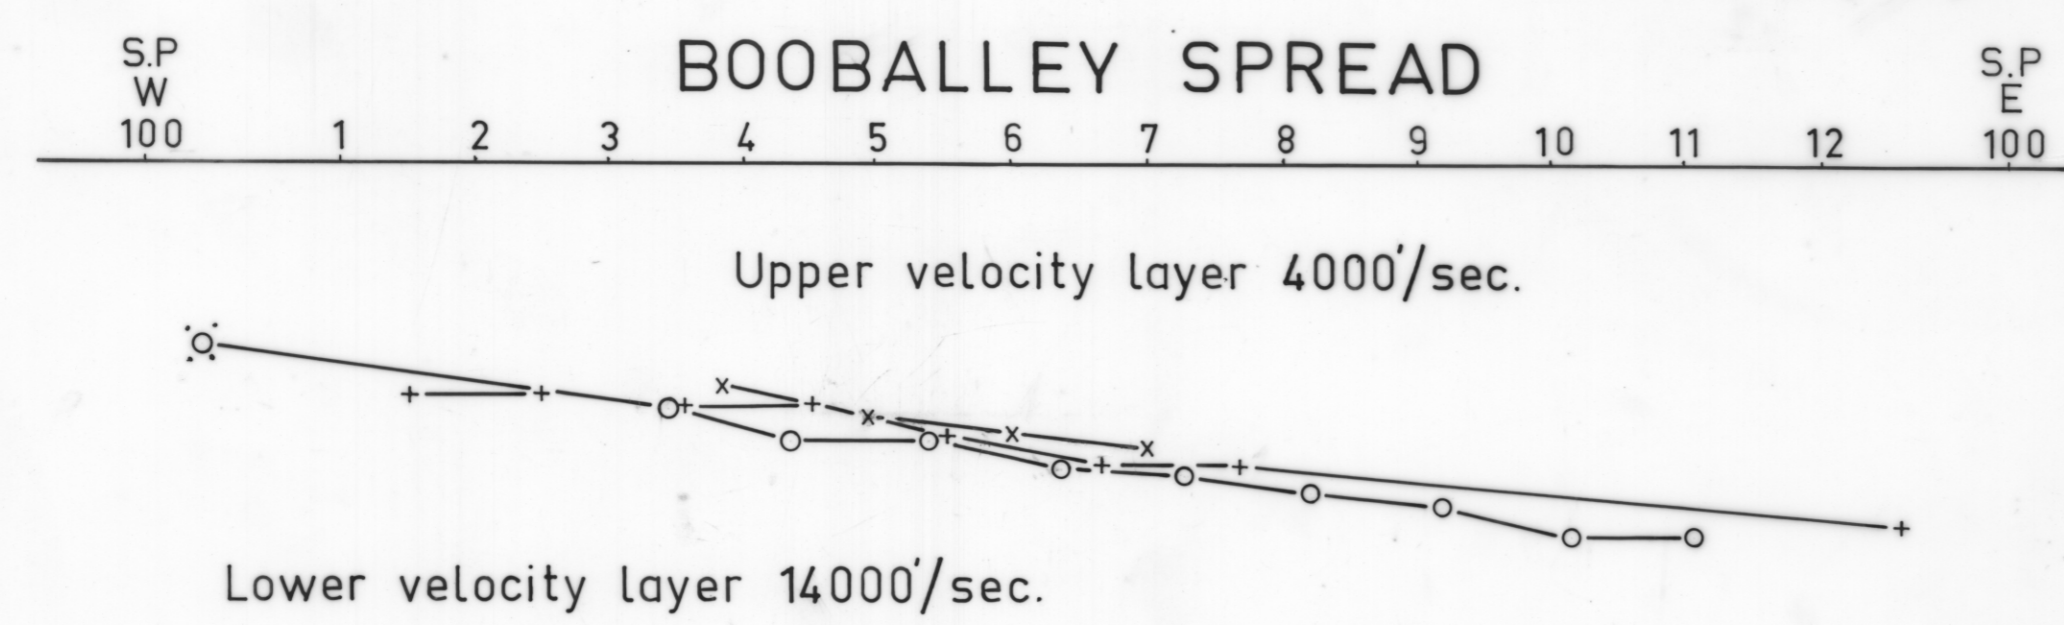 BOOBALLEY SPREAD
S.P
W
100 1 2 3 4 5 6 7 8 9 10 11 12 100
S.P
E
Upper velocity layer 4000'/sec.
Lower velocity layer 14000'/sec.